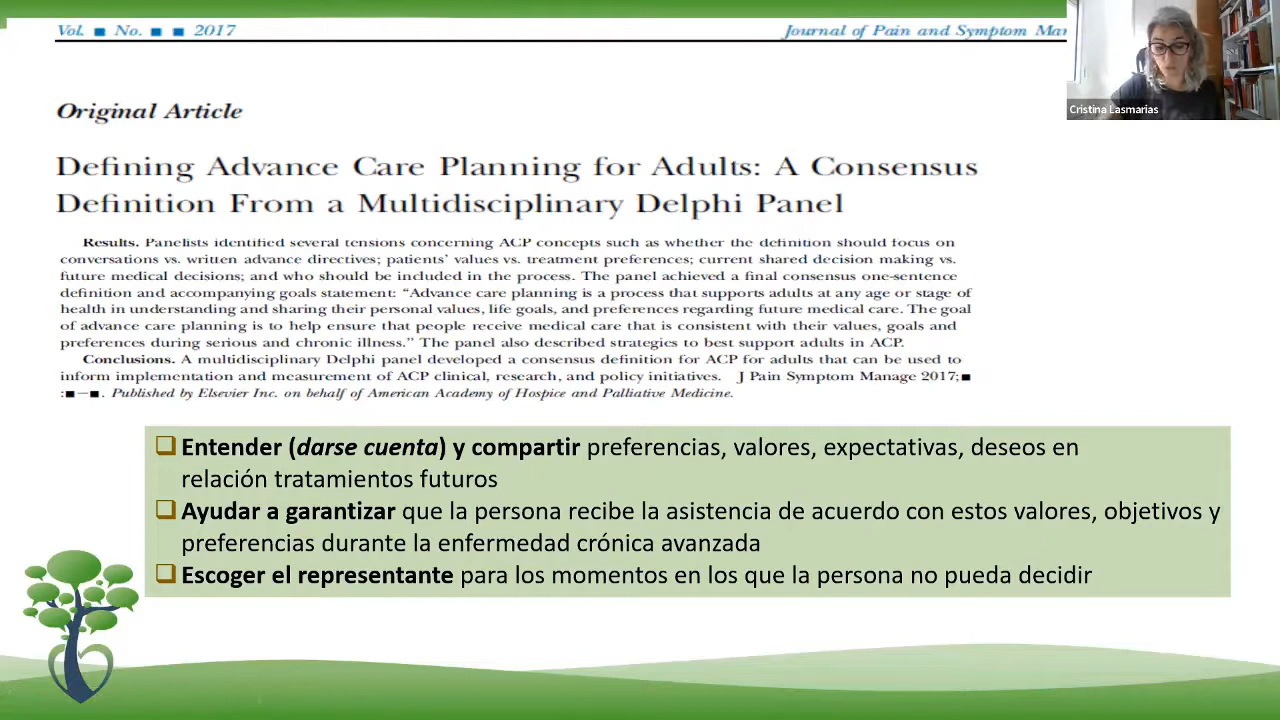 Vol. ■ No. ■ ■ 2017
Journal of Pain and Symptom
Cristina Lasmarias
Original Article
Defining Advance Care Planning for Adults: A Consensus
Definition From a Multidisciplinary Delphi Panel
Results. Panelists identified several tensions concerning ACP concepts such as whether the definition should focus on
conversations vs. written advance directives; patients' values vs. treatment preferences; current shared decision making vs.
future medical decisions; and who should be included in the process. The panel achieved a final consensus one-sentence
definition and accompanying goals statement: “Advance care planning is a process that supports adults at any age or stage of
health in understanding and sharing their personal values, life goals, and preferences regarding future medical care. The goal
of advance care planning is to help ensure that people receive medical care that is consistent with their values, goals and
preferences during serious and chronic illness.” The panel also described strategies to best support adults in ACP.
Conclusions. A multidisciplinary Delphi panel developed a consensus definition for ACP for adults that can be used to
inform implementation and measurement of ACP clinical, research, and policy initiatives. J Pain Symptom Manage 2017;■
:■—■. Published by Elsevier Inc. on behalf of American Academy of Hospice and Palliative Medicine.
❑ Entender (darse cuenta) y compartir preferencias, valores, expectativas, deseos en
relación tratamientos futuros
❑ Ayudar a garantizar que la persona recibe la asistencia de acuerdo con estos valores, objetivos y
preferencias durante la enfermedad crónica avanzada
❑ Escoger el representante para los momentos en los que la persona no pueda decidir